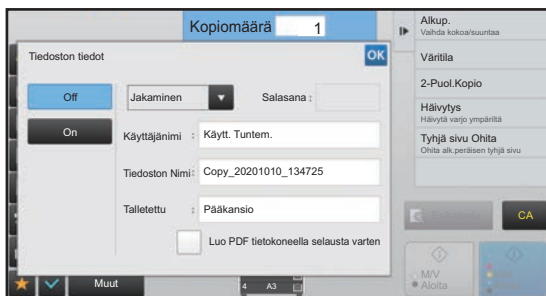 Kopiomäärä 1
Tiedoston tiedot
OK
Off
On
Jakaminen
Salasana :
Käyttäjänimi : Käytt. Tuntem.
Tiedoston Nimi: Copy_20201010_134725
Talletettu : Pääkansio
Luo PDF tietokoneella selausta varten
Muut
4 A3
Alkup.
Vaihda kokoa/suuntaa
Väritila
2-Puol.Kopio
Häivytys
Häivytä varjo ympäriltä
Tyhjä sivu Ohita
Ohita alk.peräisen tyhjä sivu
CA
M/V
Aloita